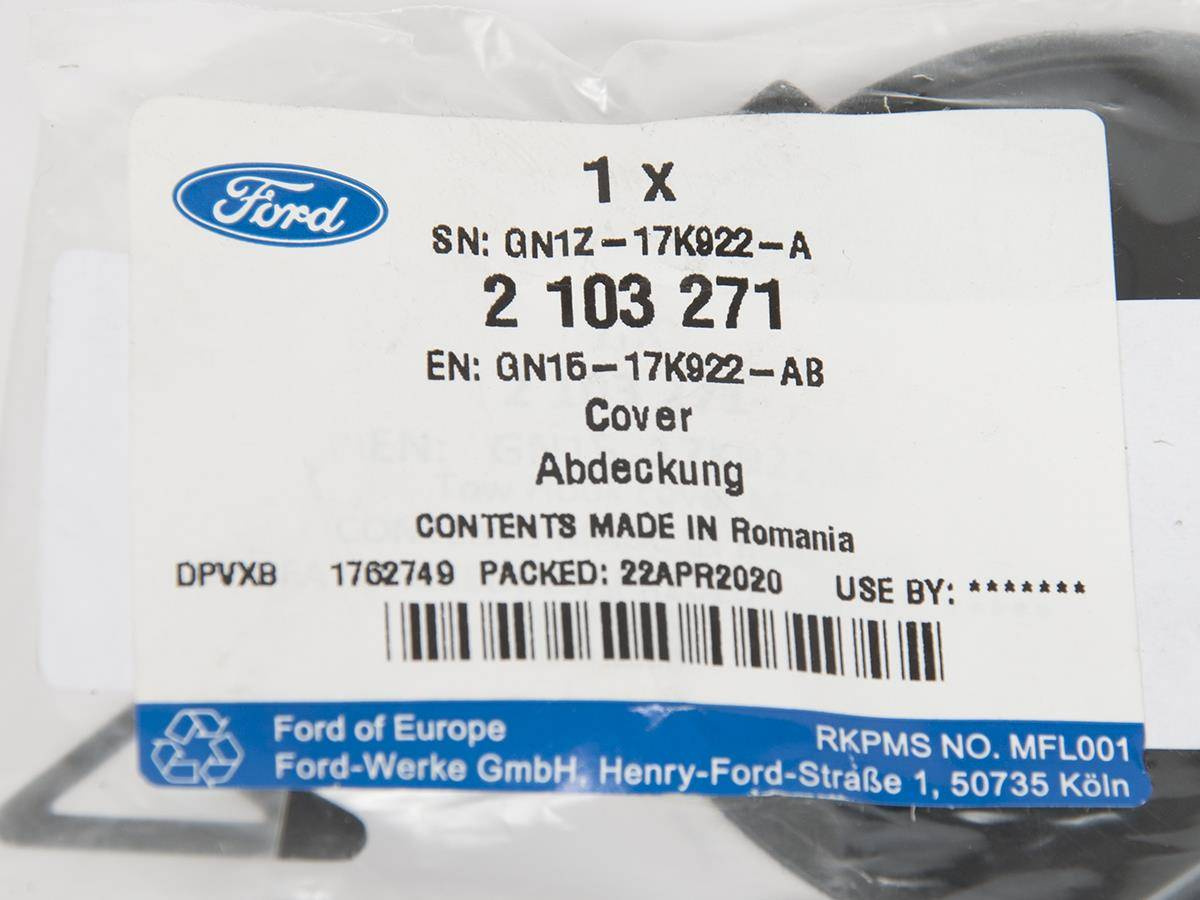 Ford
1 x
SN: GN1Z-17K922-A
2 103 271
EN: GN15-17K922-AB
Cover
Abdeckung
CONTENTS MADE IN Romania
DPVXB 1762749 PACKED: 22APR2020 USE BY: *******
Ford of Europe
RKPMS NO. MFL001
Ford-Werke GmbH, Henry-Ford-Straße 1, 50735 Köln